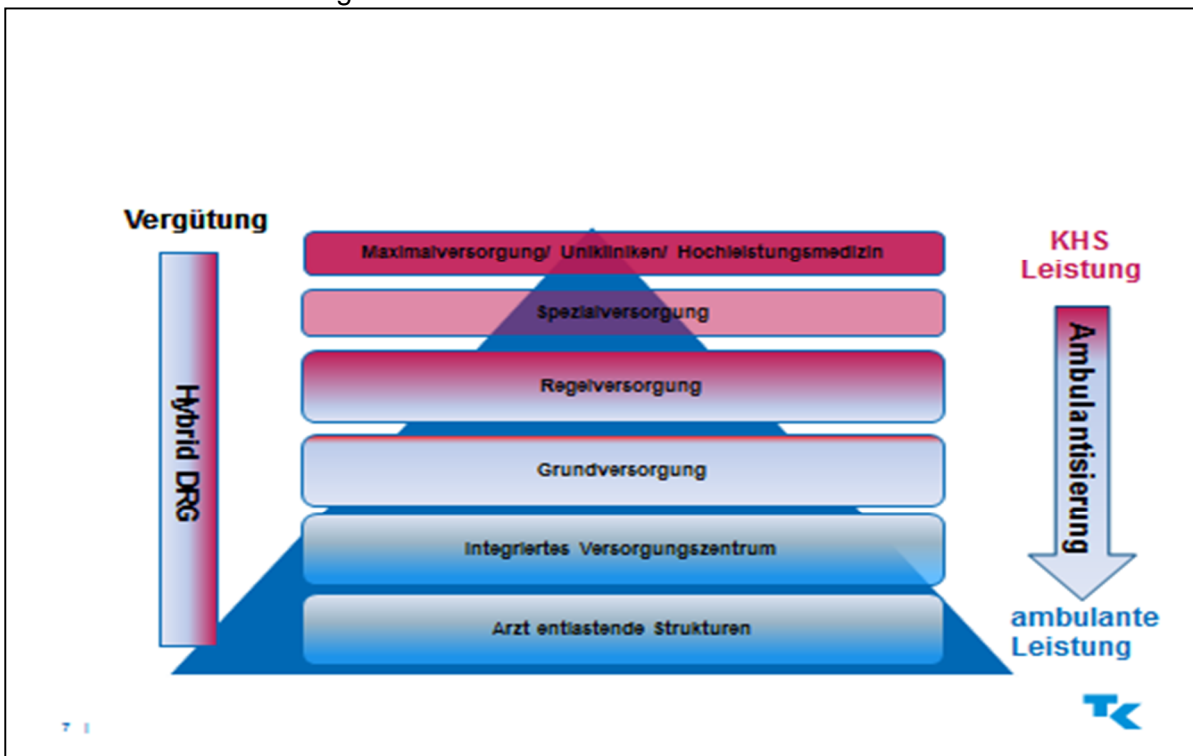 Vergütung
Maximalversorgung/ Unikliniken/ Hochleistungsmedizin
KHS
Leistung
Spezialversorgung
Regelversorgung
Hybrid DRG
Ambulantisierung
Grundversorgung
Integriertes Versorgungszentrum
Arzt entlastende Strukturen
ambulante
Leistung
TK
7 |